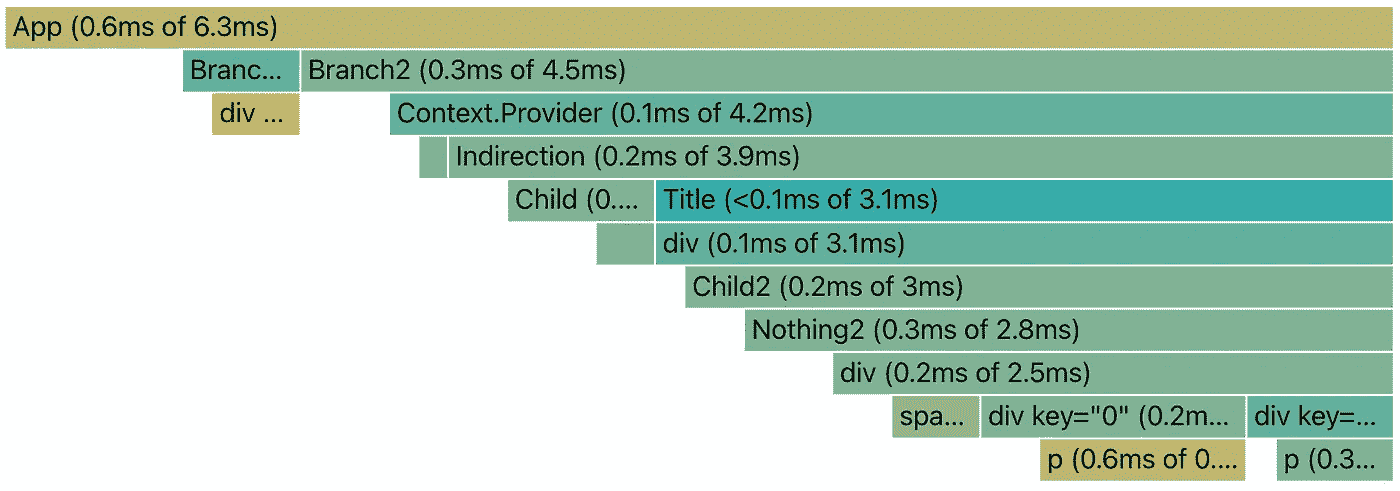 App (0.6ms of 6.3ms)
Branc... Branch2 (0.3ms of 4.5ms)
div ... Context.Provider (0.1ms of 4.2ms)
Indirection (0.2ms of 3.9ms)
Child (0.... Title (<0.1ms of 3.1ms)
div (0.1ms of 3.1ms)
Child2 (0.2ms of 3ms)
Nothing2 (0.3ms of 2.8ms)
div (0.2ms of 2.5ms)
spa... div key="0" (0.2m... div key=...
p (0.6ms of 0.... p (0.3...